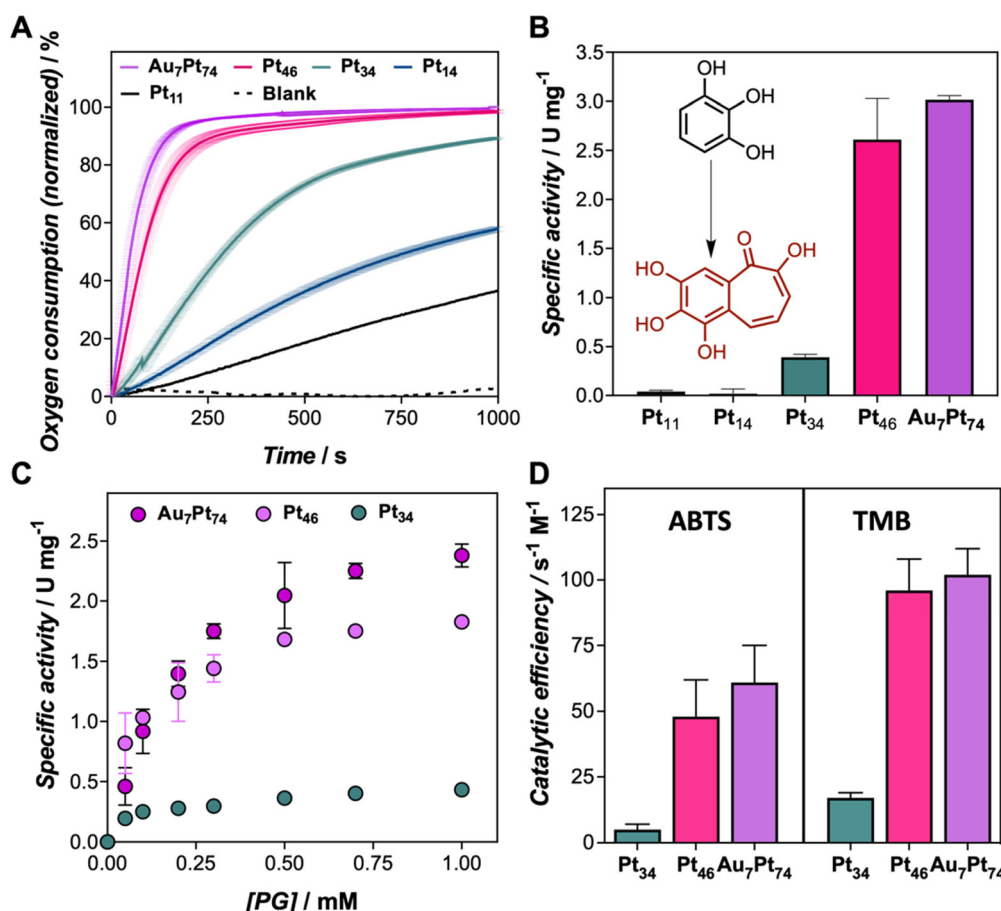 A
Oxygen consumption (normalized) / %
Au₇Pt₇₄ Pt₄₆ Pt₃₄ Pt₁₄
Pt₁₁ Blank
100
80
60
40
20
0
0 250 500 750 1000
Time / s
B
Specific activity / U mg⁻¹
3.5
3.0
2.5
2.0
1.5
1.0
0.5
0.0
OH
OH
OH
O
OH
HO
HO
OH
Pt₁₁ Pt₁₄ Pt₃₄ Pt₄₆ Au₇Pt₇₄
C
Specific activity / U mg⁻¹
Au₇Pt₇₄ Pt₄₆ Pt₃₄
2.5
2.0
1.5
1.0
0.5
0.0
0.00 0.25 0.50 0.75 1.00
[PG] / mM
D
Catalytic efficiency / s⁻¹ M⁻¹
ABTS TMB
125
100
75
50
25
0
Pt₃₄ Pt₄₆ Au₇Pt₇₄ Pt₃₄ Pt₄₆ Au₇Pt₇₄